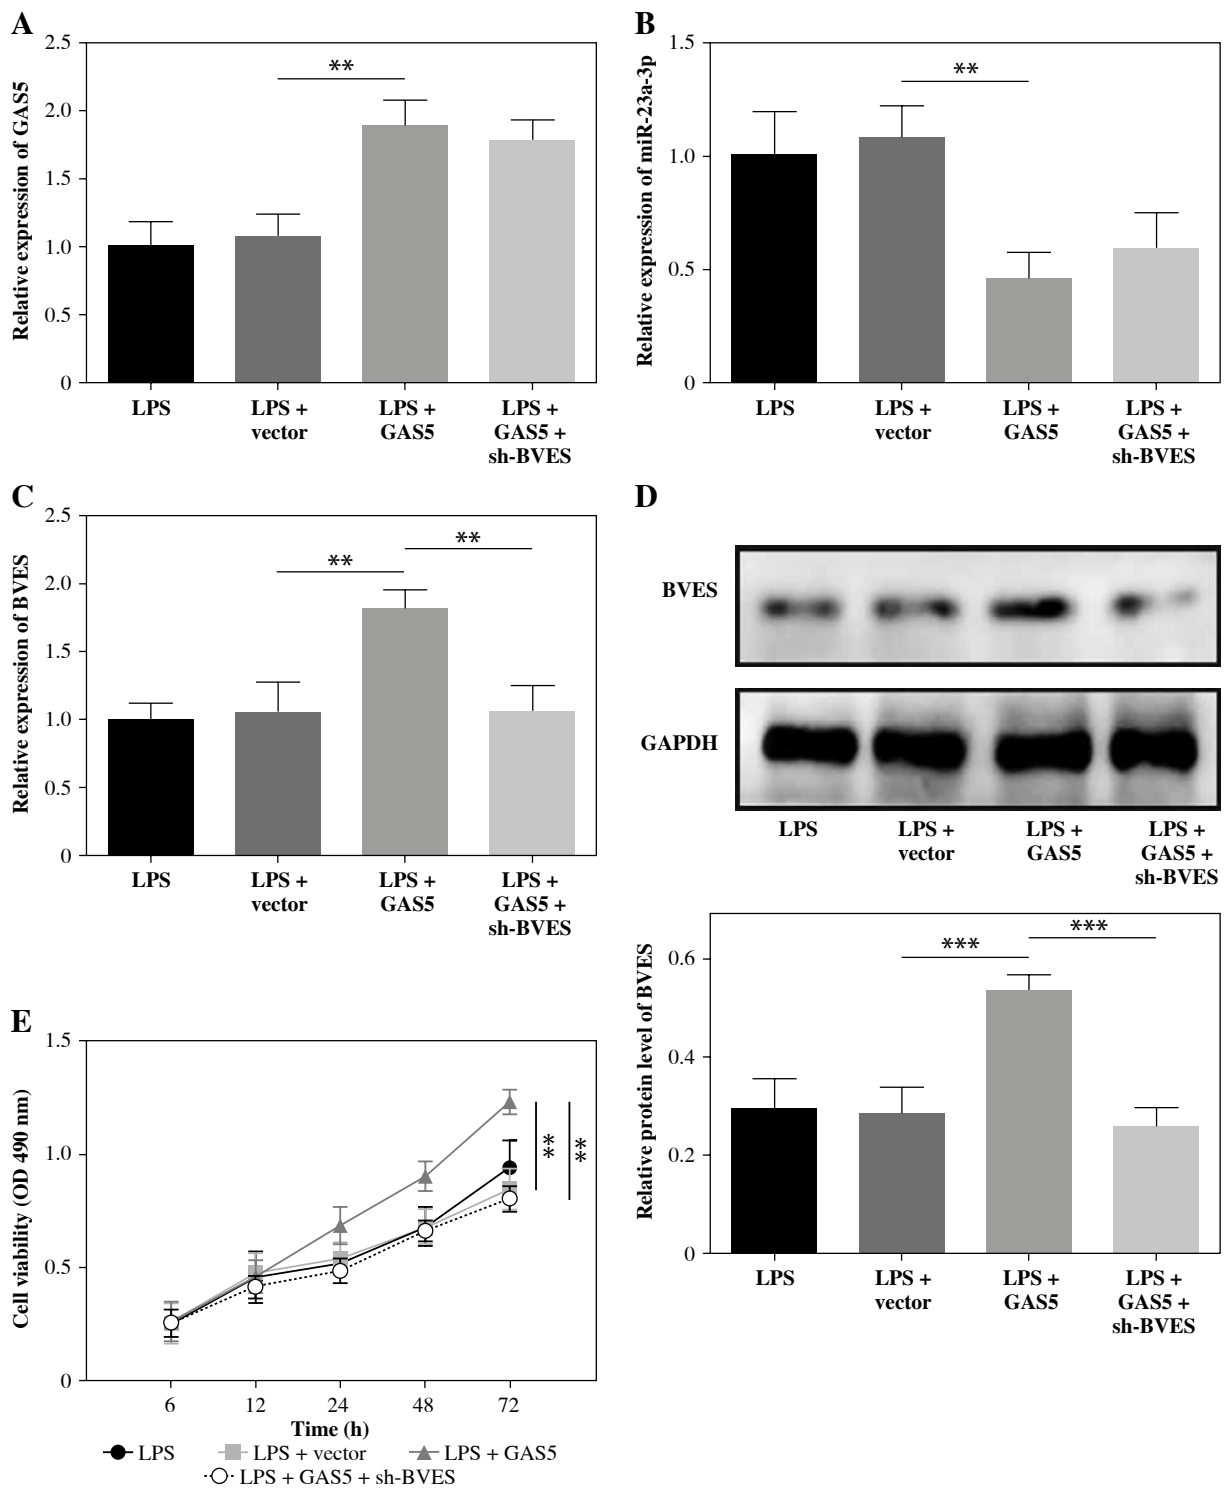 A
Relative expression of GAS5
2.5
2.0
1.5
1.0
0.5
0
**
LPS
LPS +
vector
LPS +
GAS5
LPS +
GAS5 +
sh-BVES
B
Relative expression of miR-23a-3p
1.5
1.0
0.5
0
**
LPS
LPS +
vector
LPS +
GAS5
LPS +
GAS5 +
sh-BVES
C
Relative expression of BVES
2.5
2.0
1.5
1.0
0.5
0
**
**
LPS
LPS +
vector
LPS +
GAS5
LPS +
GAS5 +
sh-BVES
D
BVES
GAPDH
LPS
LPS +
vector
LPS +
GAS5
LPS +
GAS5 +
sh-BVES
Relative protein level of BVES
0.6
0.4
0.2
0
***
***
LPS
LPS +
vector
LPS +
GAS5
LPS +
GAS5 +
sh-BVES
E
Cell viability (OD 490 nm)
1.5
1.0
0.5
0
**
**
6 12 24 48 72
Time (h)
LPS LPS + vector LPS + GAS5
LPS + GAS5 + sh-BVES